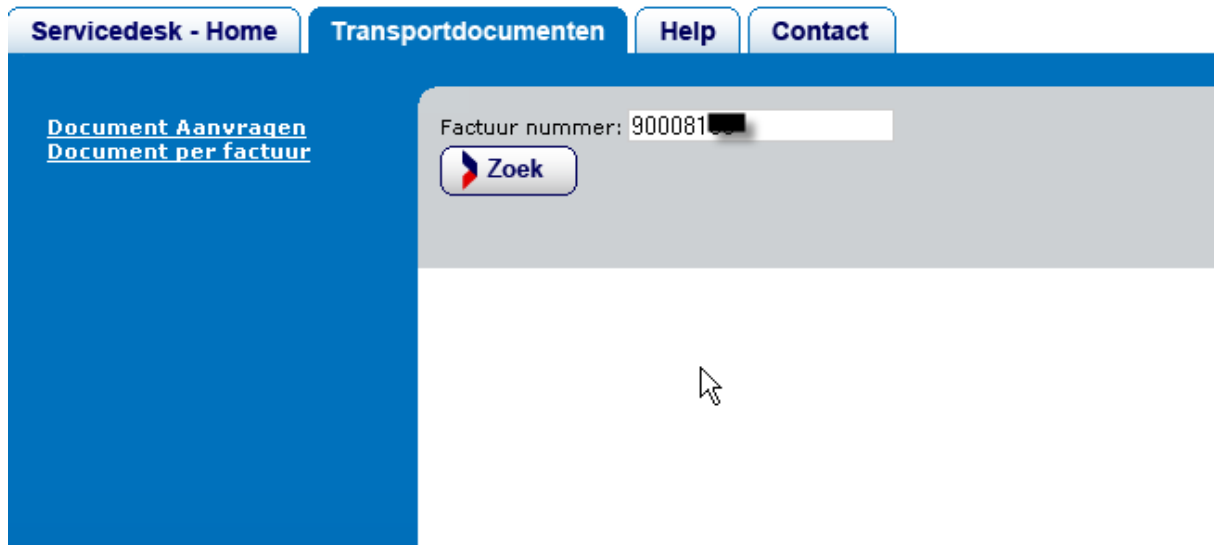 Servicedesk - Home Transportdocumenten Help Contact
Document Aanvragen
Document per factuur
Factuur nummer: 900081
Zoek